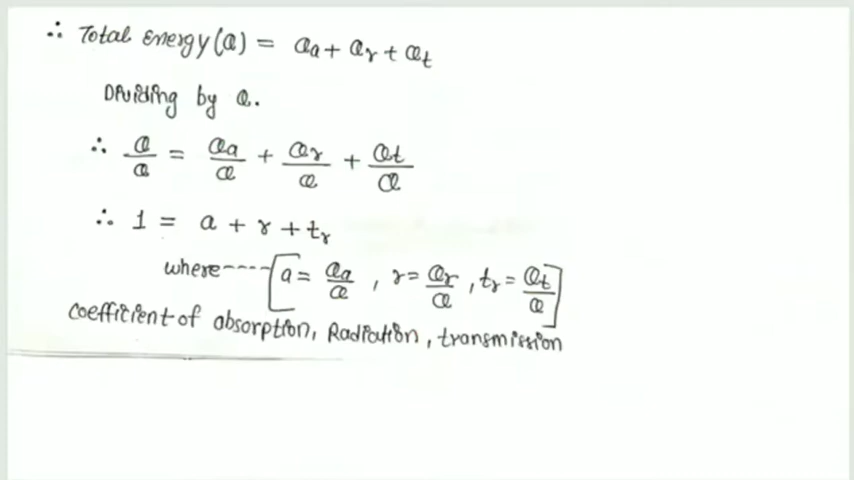 ∴ Total Energy(Q) = Qa + Qr + Qt
Dividing by Q.
∴ Q/Q = Qa/Q + Qr/Q + Qt/Q
∴ 1 = a + r + tr
where----[a = Qa/Q , r = Qr/Q , tr = Qt/Q]
coefficient of absorption, Radiation, transmission